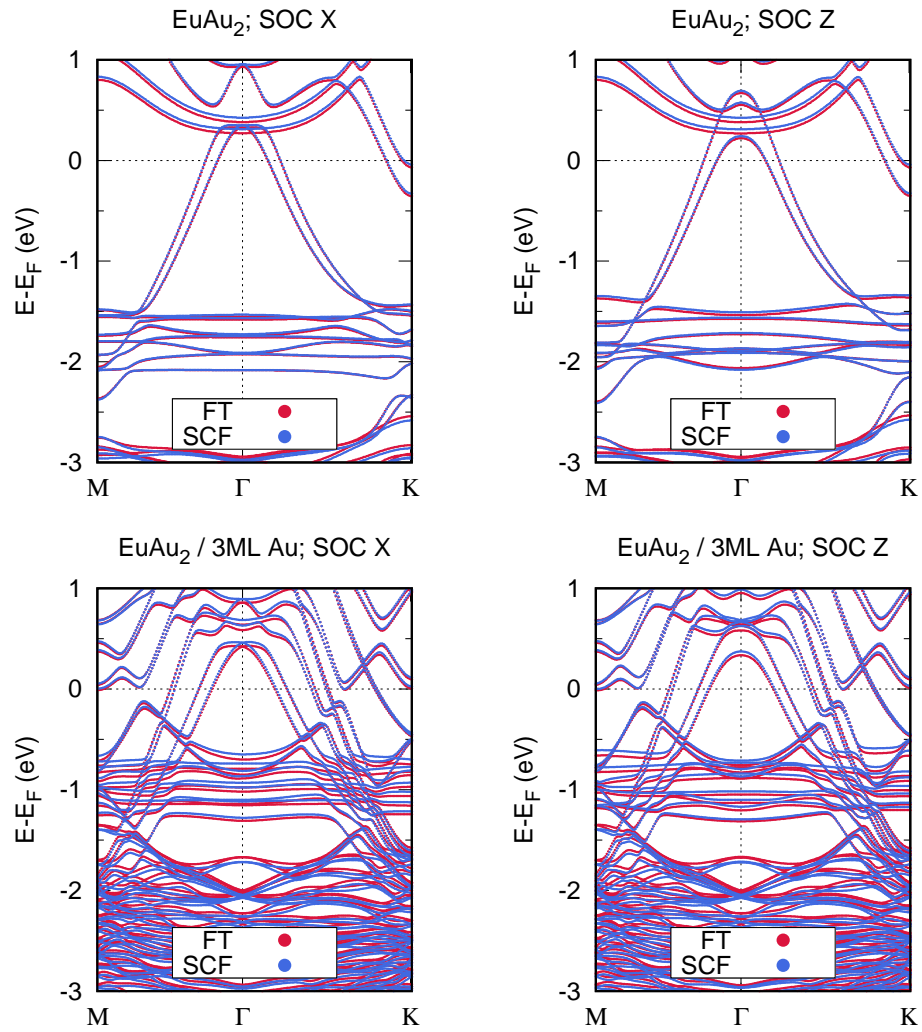 EuAu2; SOC X
E-EF (eV)
1
0
-1
-2
-3
FT
SCF
M Γ K
EuAu2; SOC Z
E-EF (eV)
1
0
-1
-2
-3
FT
SCF
M Γ K
EuAu2 / 3ML Au; SOC X
E-EF (eV)
1
0
-1
-2
-3
FT
SCF
M Γ K
EuAu2 / 3ML Au; SOC Z
E-EF (eV)
1
0
-1
-2
-3
FT
SCF
M Γ K